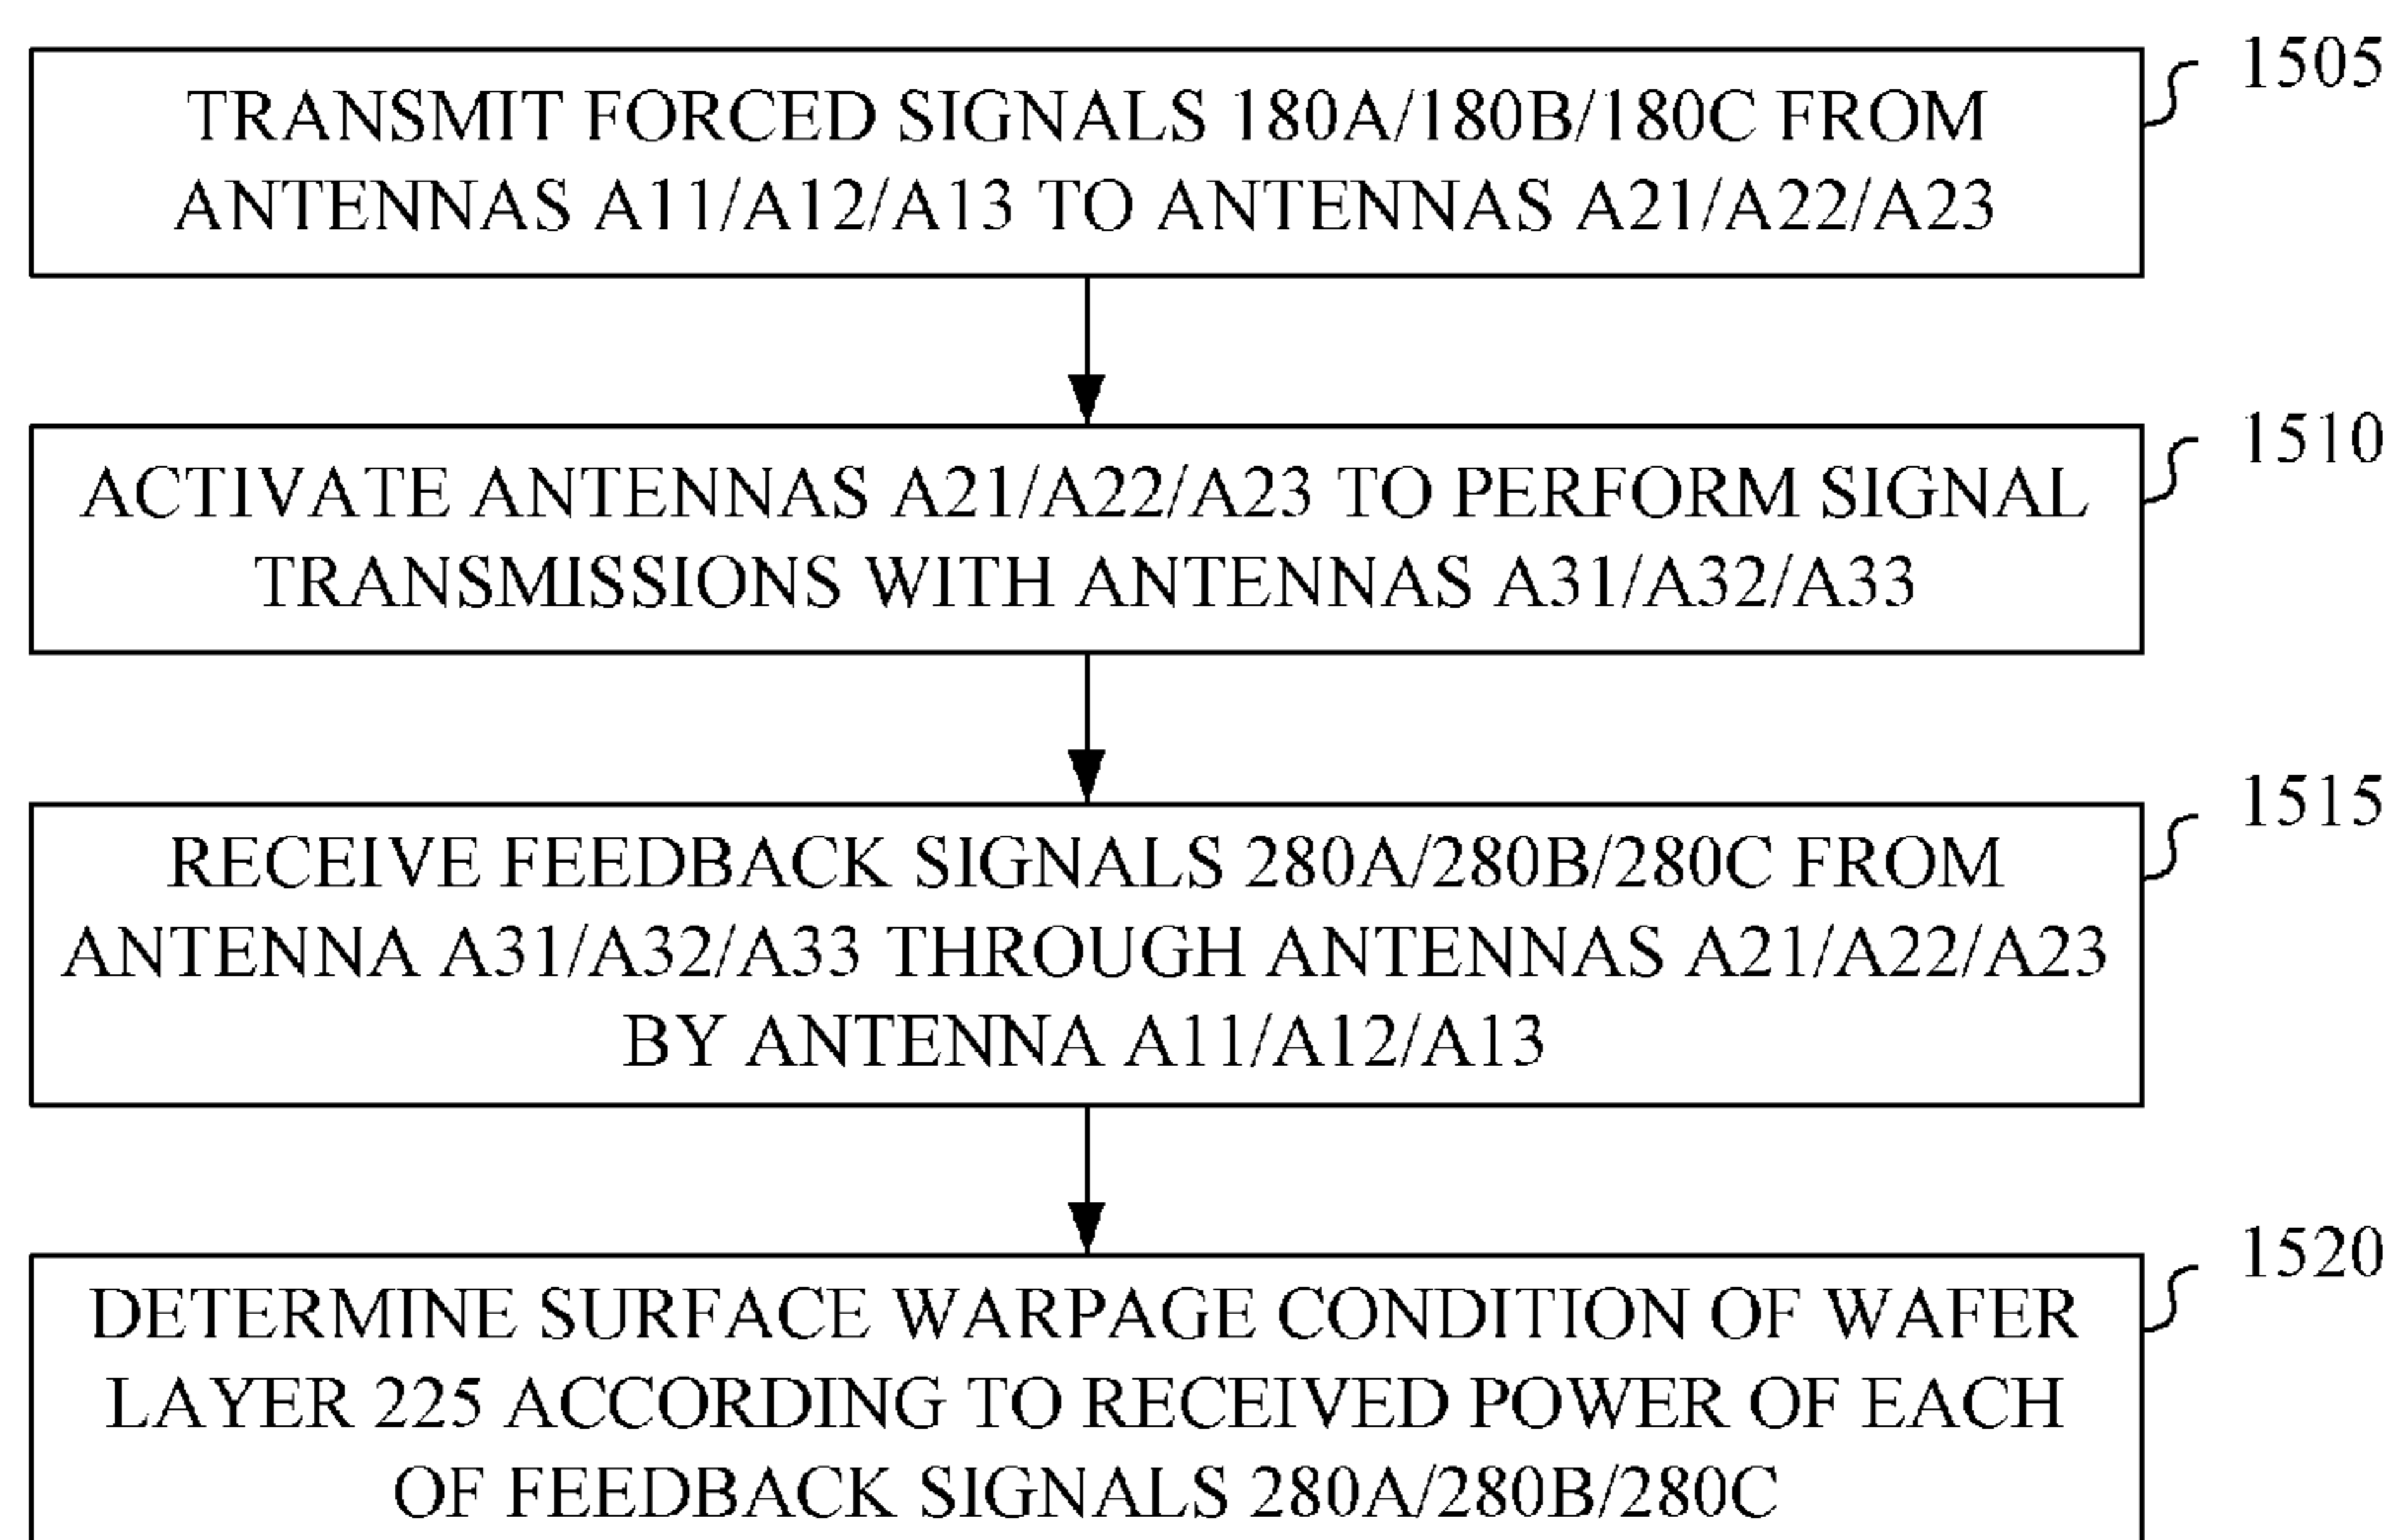 1505
TRANSMIT FORCED SIGNALS 180A/180B/180C FROM
ANTENNAS A11/A12/A13 TO ANTENNAS A21/A22/A23
1510
ACTIVATE ANTENNAS A21/A22/A23 TO PERFORM SIGNAL
TRANSMISSIONS WITH ANTENNAS A31/A32/A33
1515
RECEIVE FEEDBACK SIGNALS 280A/280B/280C FROM
ANTENNA A31/A32/A33 THROUGH ANTENNAS A21/A22/A23
BY ANTENNA A11/A12/A13
1520
DETERMINE SURFACE WARPAGE CONDITION OF WAFER
LAYER 225 ACCORDING TO RECEIVED POWER OF EACH
OF FEEDBACK SIGNALS 280A/280B/280C